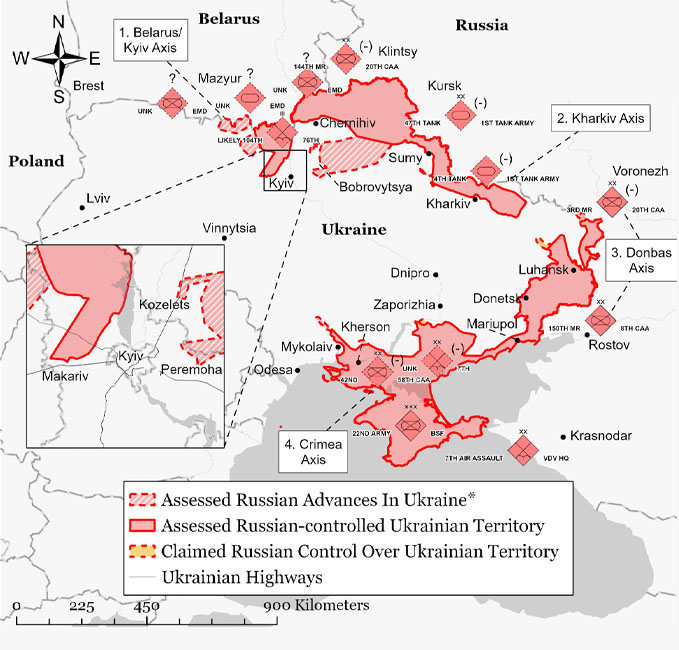 Belarus
Russia
1. Belarus/
Kyiv Axis
N
W
E
S
Brest
?
UNK
EMD
Mazyur
?
UNK
EMD
?
144TH MR
EMD
XX
(-)
Klintsy
20TH CAA
Kursk
XX
(-)
47TH TANK
1ST TANK ARMY
2. Kharkiv Axis
III
LIKELY 104TH
76TH
Chernihiv
Poland
Kyiv
Bobrovytsya
Sumy
XX
(-)
4TH TANK
1ST TANK ARMY
Kharkiv
Voronezh
XX
(-)
3RD MR
20TH CAA
Lviv
Vinnytsia
Ukraine
3. Donbas
Axis
Dnipro
Luhansk
Zaporizhia
Donetsk
XX
150TH MR
8TH CAA
Rostov
Kozelets
Kyiv
Makariv
Peremoha
Kherson
Mariupol
Mykolaiv
Odesa
XX
(-)
42ND
UNK
58TH CAA
XX
(-)
7TH
4. Crimea
Axis
XXX
22ND ARMY
BSF
Krasnodar
XX
7TH AIR ASSAULT
VDV HQ
Assessed Russian Advances In Ukraine*
Assessed Russian-controlled Ukrainian Territory
Claimed Russian Control Over Ukrainian Territory
Ukrainian Highways
0 225 450 900 Kilometers